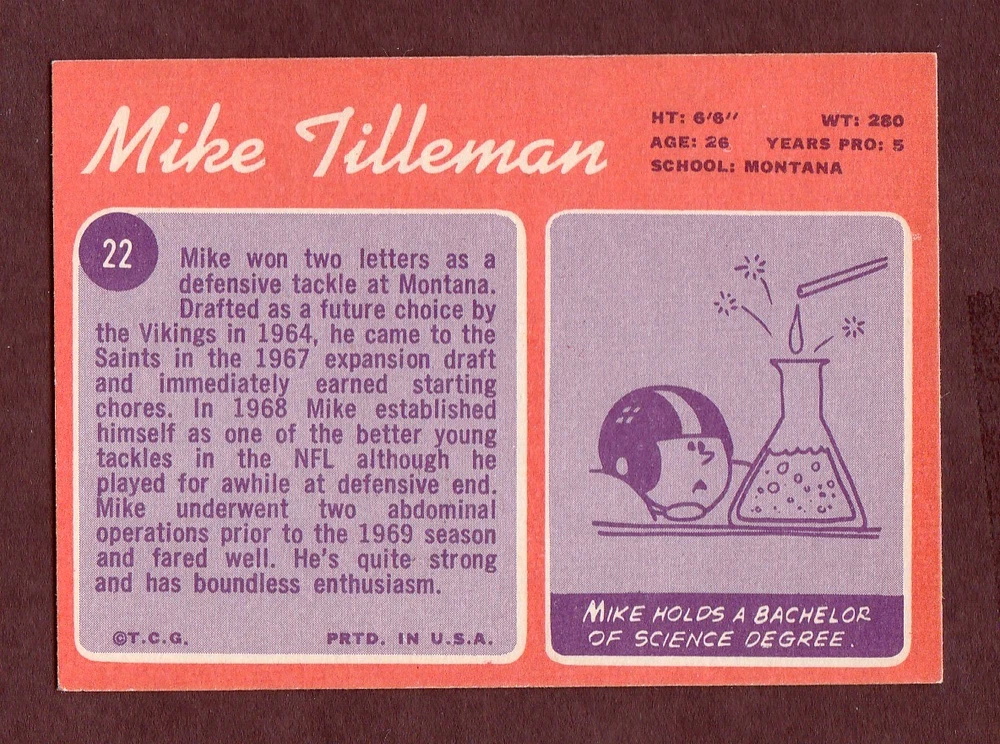 Mike Tilleman
HT: 6'6" WT: 280
AGE: 26 YEARS PRO: 5
SCHOOL: MONTANA
22
Mike won two letters as a
defensive tackle at Montana.
Drafted as a future choice by
the Vikings in 1964, he came to the
Saints in the 1967 expansion draft
and immediately earned starting
chores. In 1968 Mike established
himself as one of the better young
tackles in the NFL although he
played for awhile at defensive end.
Mike underwent two abdominal
operations prior to the 1969 season
and fared well. He's quite strong
and has boundless enthusiasm.
©T.C.G. PRTD. IN U.S.A.
MIKE HOLDS A BACHELOR
OF SCIENCE DEGREE.